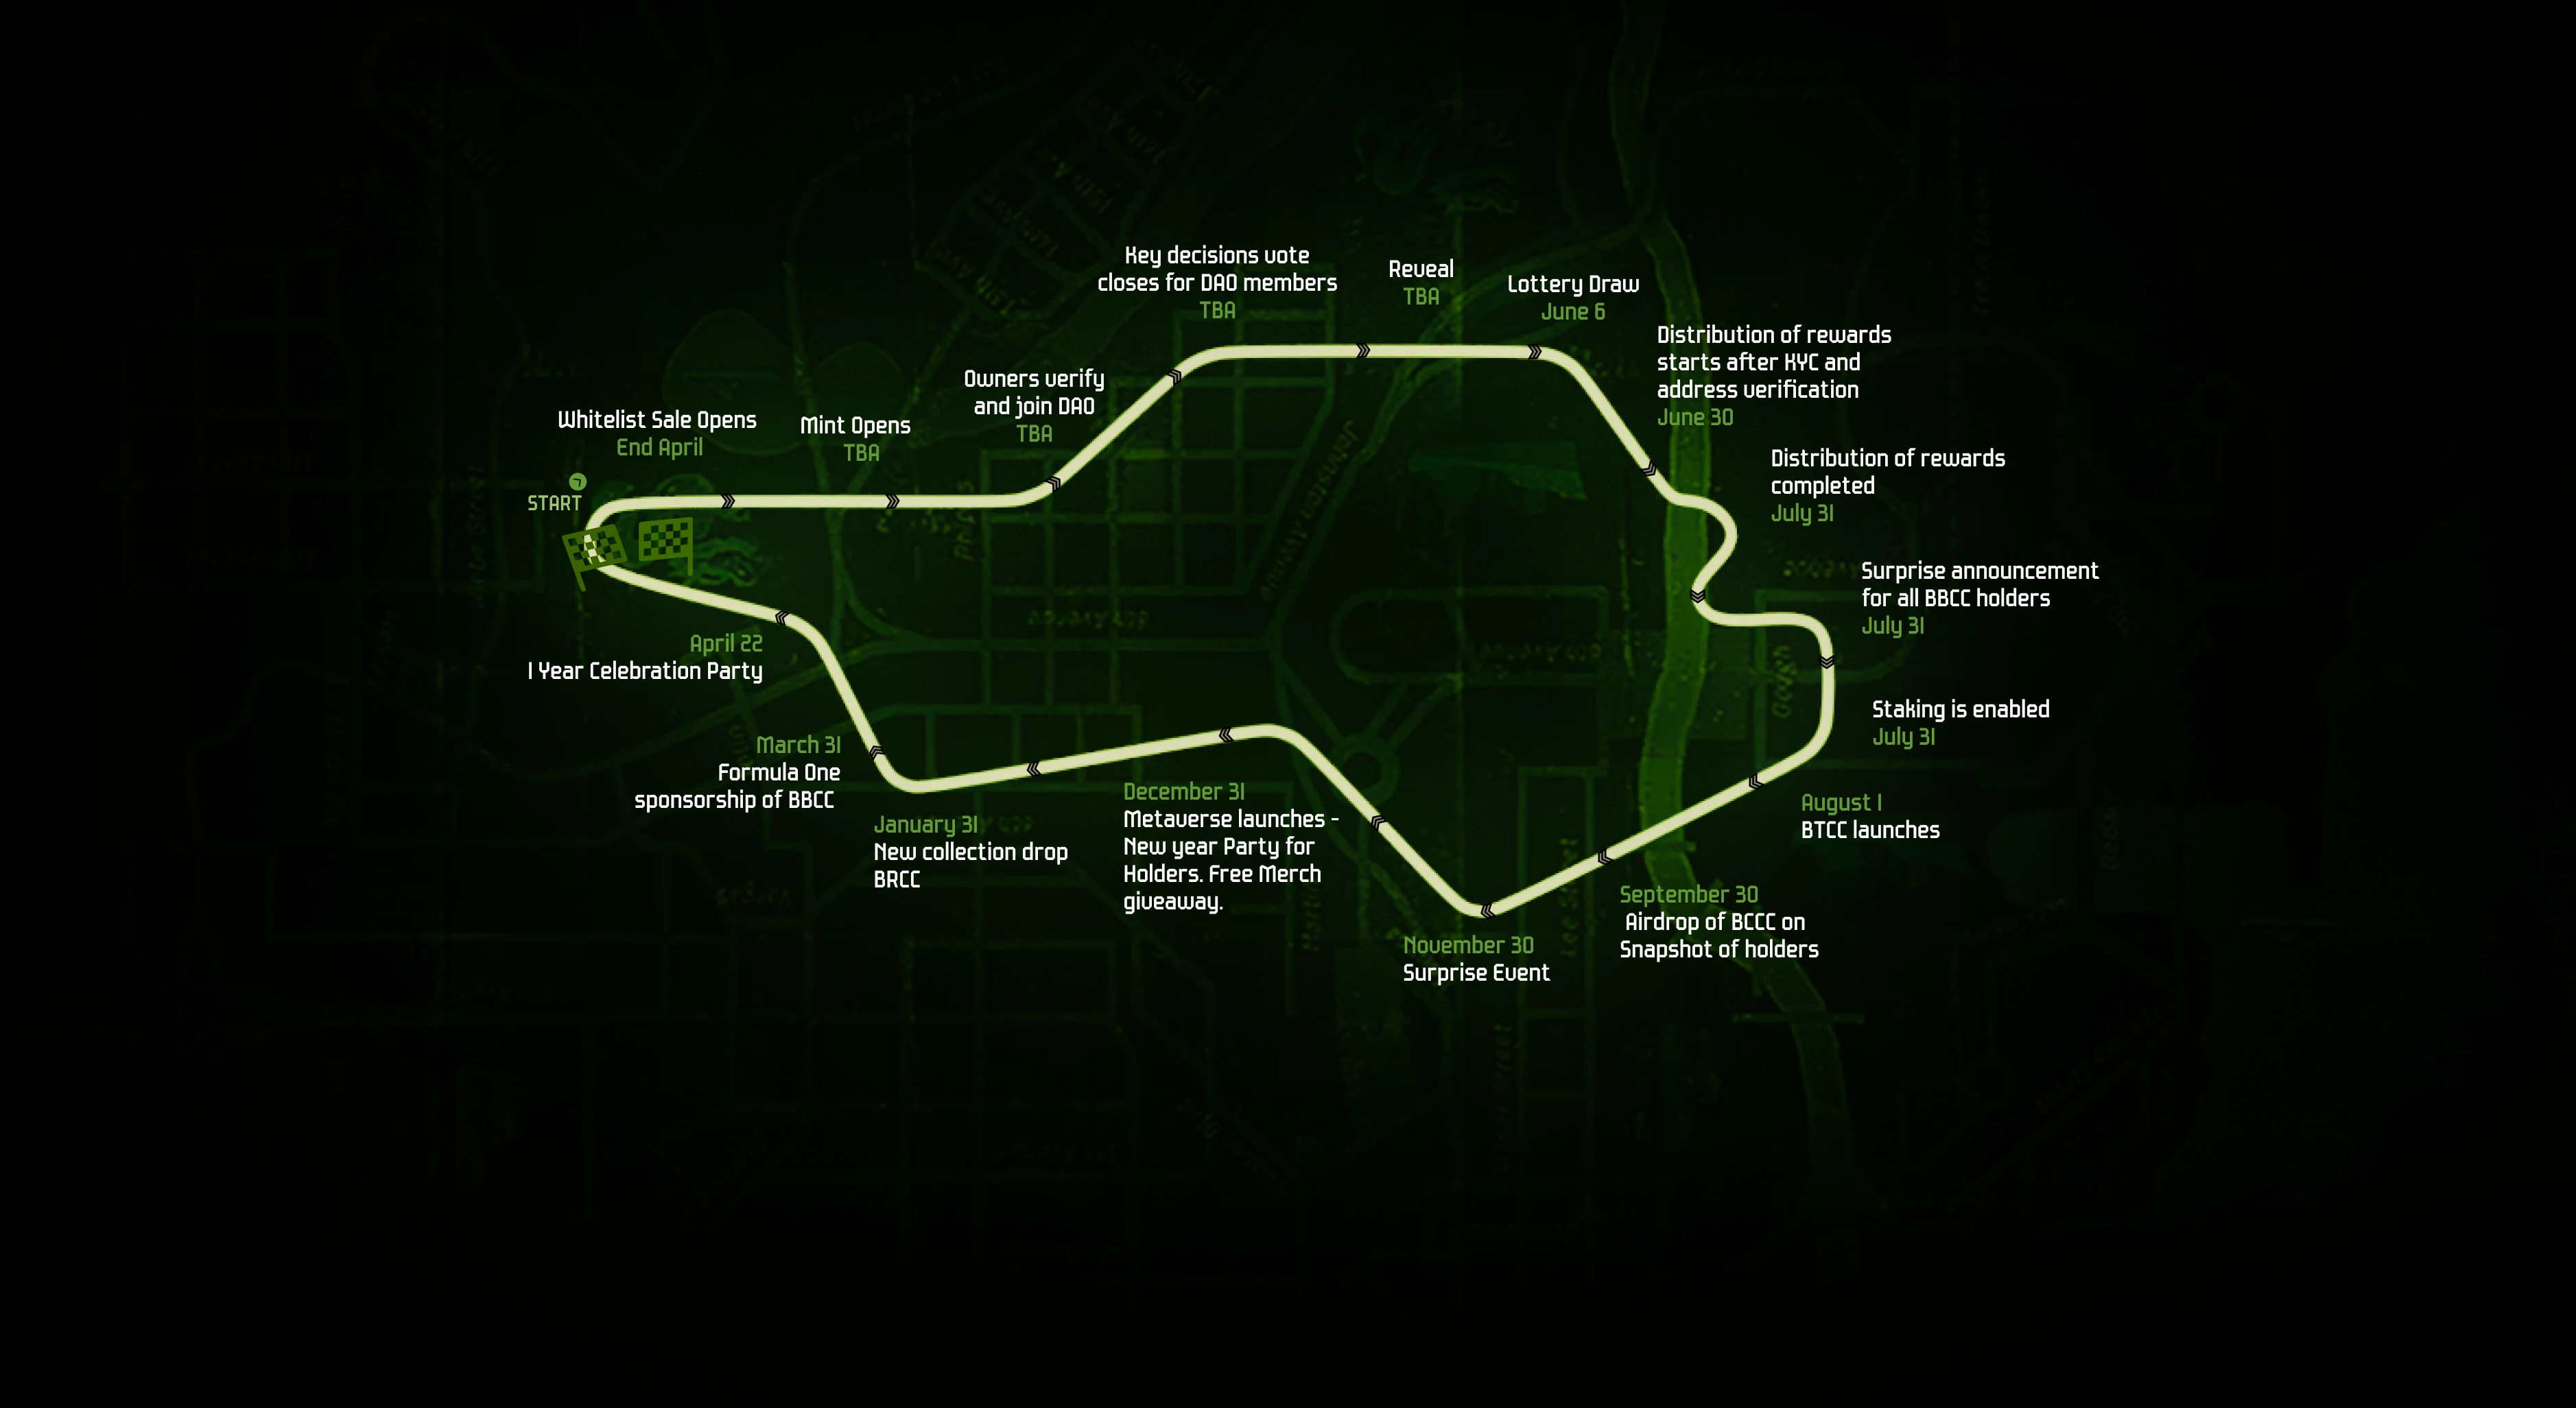 Key decisions vote
closes for DAO members
TBA
Reveal
TBA
Lottery Draw
June 6
Distribution of rewards
starts after KYC and
address verification
June 30
Owners verify
and join DAO
TBA
Whitelist Sale Opens
End April
Mint Opens
TBA
START
Distribution of rewards
completed
July 31
Surprise announcement
for all BBCC holders
July 31
Staking is enabled
July 31
August 1
BTCC launches
September 30
Airdrop of BCCC on
Snapshot of holders
November 30
Surprise Event
December 31
Metaverse launches -
New year Party for
Holders. Free Merch
giveaway.
January 31
New collection drop
BRCC
March 31
Formula One
sponsorship of BBCC
April 22
1 Year Celebration Party
Johnston Avenue
Lee Street